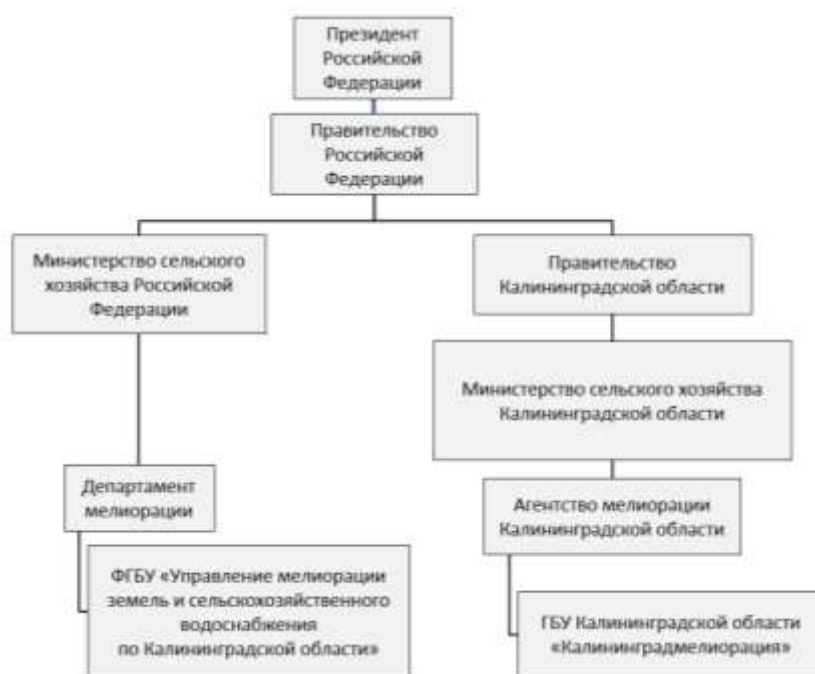 Президент
Российской
Федерации
Правительство
Российской
Федерации
Министерство сельского
хозяйства Российской
Федерации
Правительство
Калининградской области
Министерство сельского хозяйства
Калининградской области
Департамент
мелиорации
Агентство мелиорации
Калининградской области
ФГБУ «Управление мелиорации
земель и сельскохозяйственного
водоснабжения
по Калининградской области»
ГБУ Калининградской области
«Калининградмелиорация»